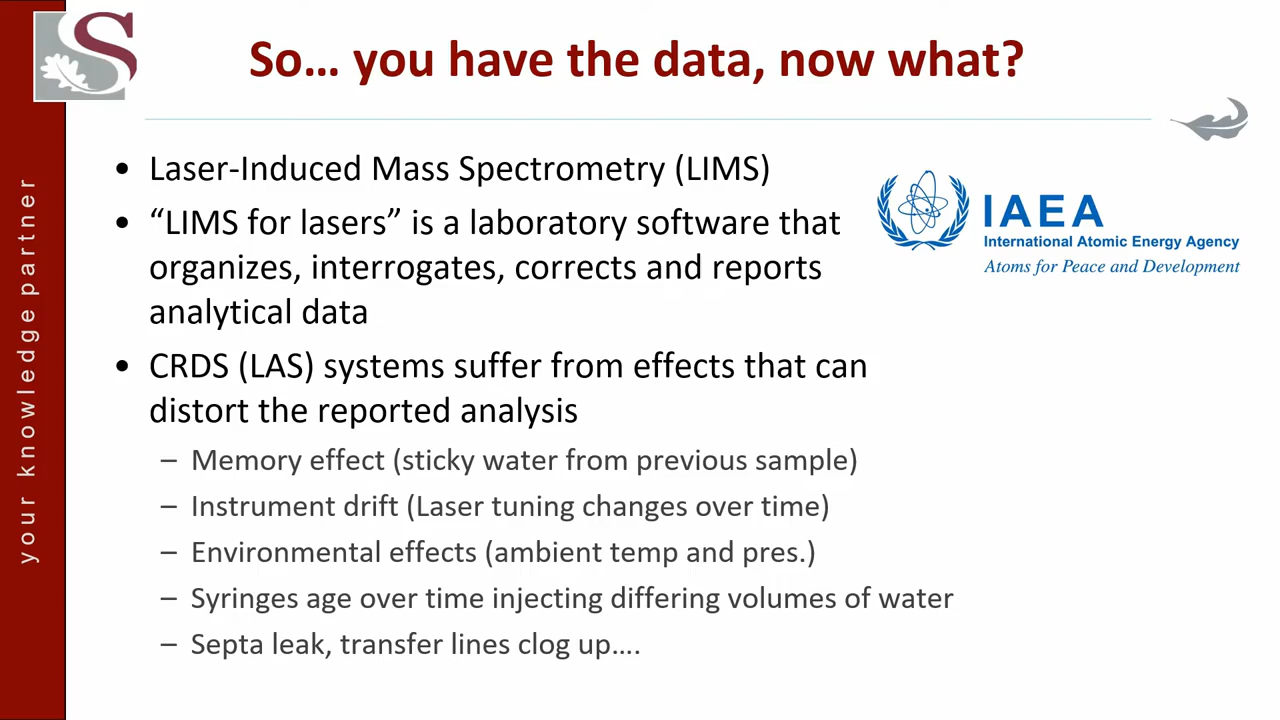 S
So... you have the data, now what?
your knowledge partner
• Laser-Induced Mass Spectrometry (LIMS)
• “LIMS for lasers” is a laboratory software that
organizes, interrogates, corrects and reports
analytical data
IAEA
International Atomic Energy Agency
Atoms for Peace and Development
• CRDS (LAS) systems suffer from effects that can
distort the reported analysis
– Memory effect (sticky water from previous sample)
– Instrument drift (Laser tuning changes over time)
– Environmental effects (ambient temp and pres.)
– Syringes age over time injecting differing volumes of water
– Septa leak, transfer lines clog up….